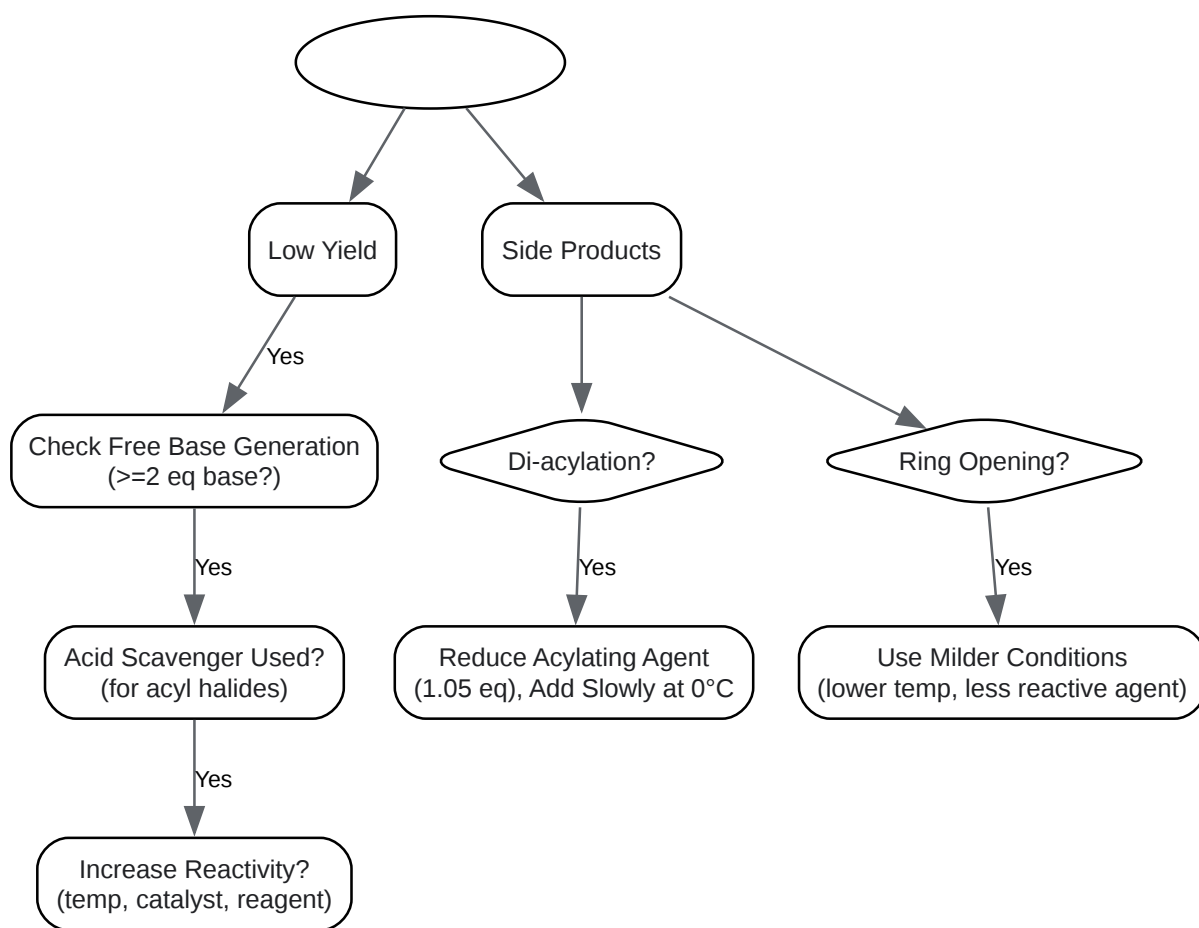 Low Yield
Side Products
Yes
Check Free Base Generation
(>=2 eq base?)
Di-acylation?
Ring Opening?
Yes
Yes
Yes
Acid Scavenger Used?
(for acyl halides)
Reduce Acylating Agent
(1.05 eq), Add Slowly at 0°C
Use Milder Conditions
(lower temp, less reactive agent)
Yes
Increase Reactivity?
(temp, catalyst, reagent)